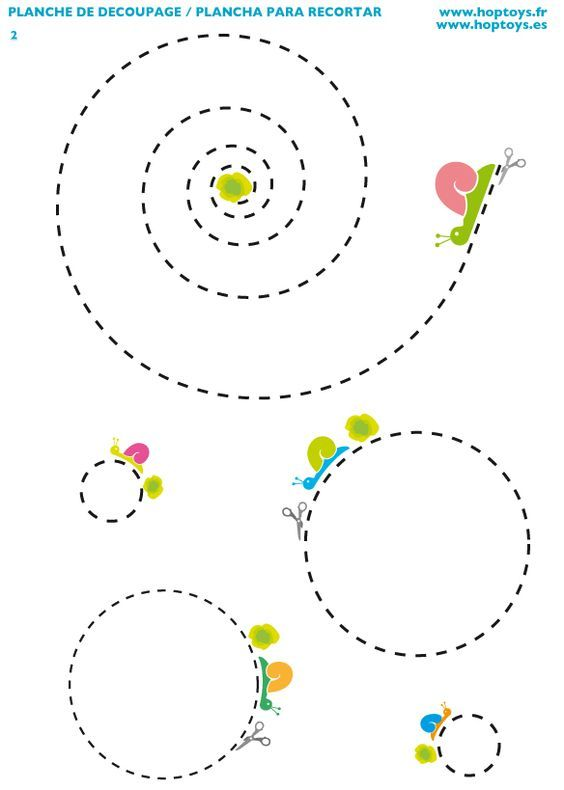 PLANCHE DE DECOUPAGE / PLANCHA PARA RECORTAR
www.hoptoys.fr
www.hoptoys.es
2